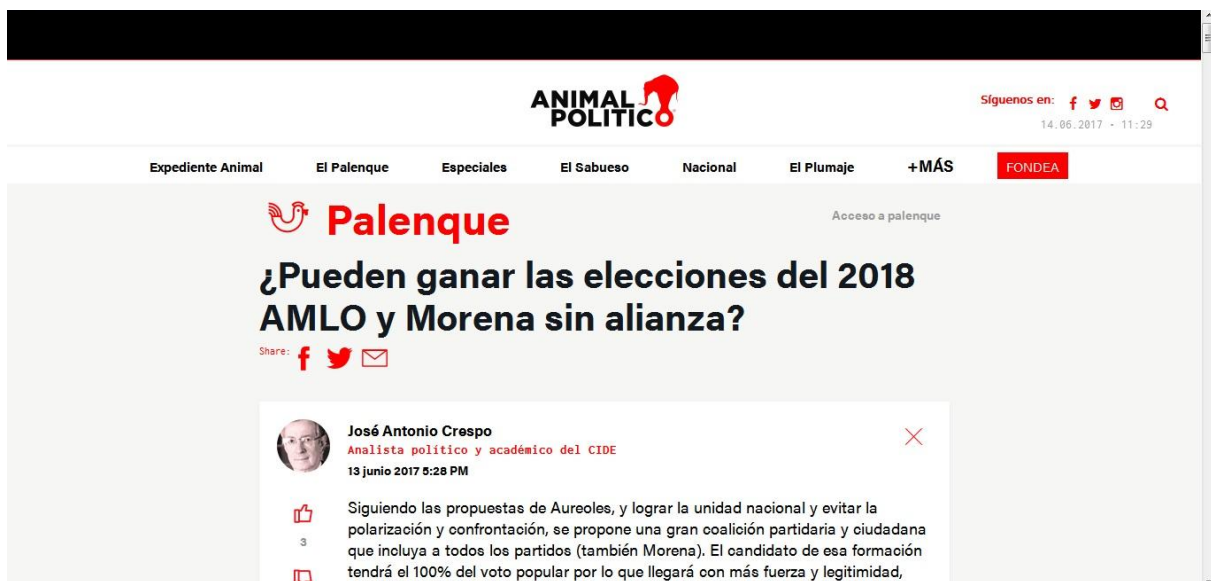 ANIMAL
POLITICO
Síguenos en:
14.06.2017 - 11:29
Expediente Animal El Palenque Especiales El Sabueso Nacional El Plumaje +MÁS FONDEA
Palenque
Acceso a palenque
¿Pueden ganar las elecciones del 2018
AMLO y Morena sin alianza?
Share:
José Antonio Crespo
Analista político y académico del CIDE
13 junio 2017 5:28 PM
Siguiendo las propuestas de Aureoles, y lograr la unidad nacional y evitar la
polarización y confrontación, se propone una gran coalición partidaria y ciudadana
3
que incluya a todos los partidos (también Morena). El candidato de esa formación
tendrá el 100% del voto popular por lo que llegará con más fuerza y legitimidad,